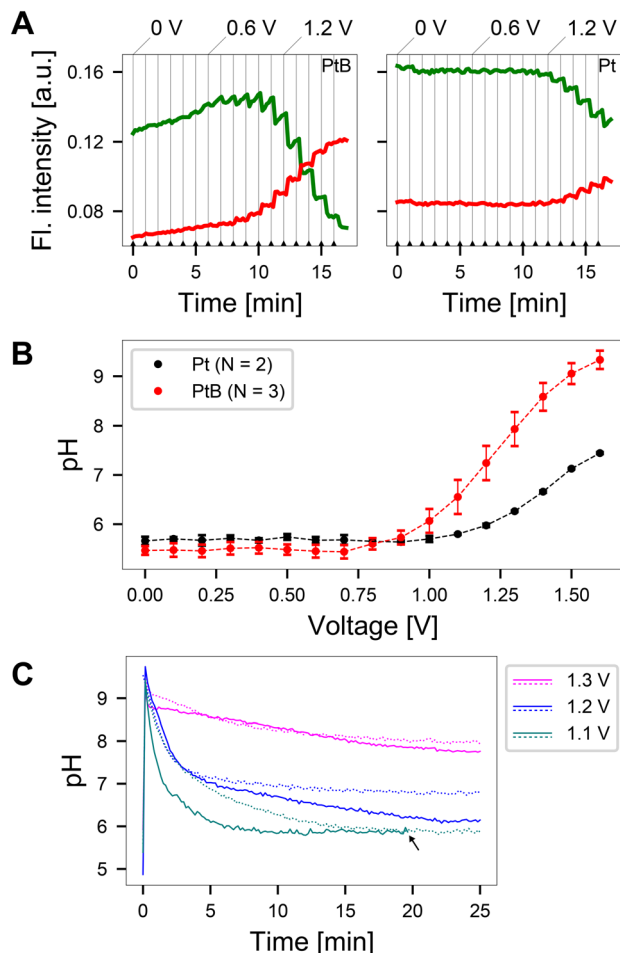 A
0 V 0.6 V 1.2 V 0 V 0.6 V 1.2 V
PtB Pt
Fl. intensity [a.u.]
0.16
0.12
0.08
0 5 10 15 0 5 10 15
Time [min] Time [min]
B
Pt (N = 2)
PtB (N = 3)
pH
9
8
7
6
0.00 0.25 0.50 0.75 1.00 1.25 1.50
Voltage [V]
C
1.3 V
1.2 V
1.1 V
pH
9
8
7
6
5
0 5 10 15 20 25
Time [min]